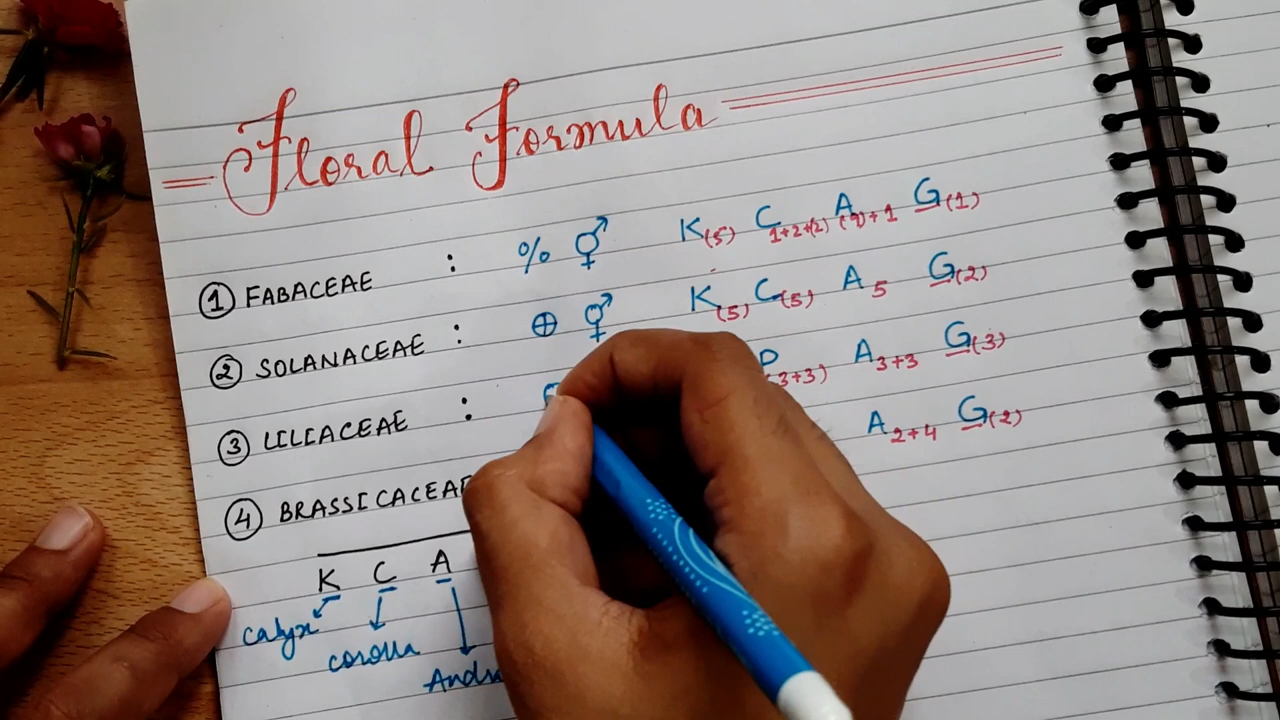 Floral Formula
① FABACEAE : % ⚥ K(5) C1+2+(2) A(9)+1 G(1)
② SOLANACEAE : ⊕ ⚥ K(5) C(5) A5 G(2)
③ LILIACEAE : P(3+3) A3+3 G(3)
④ BRASSICACEAE A2+4 G(2)
K C A
calyx
corolla